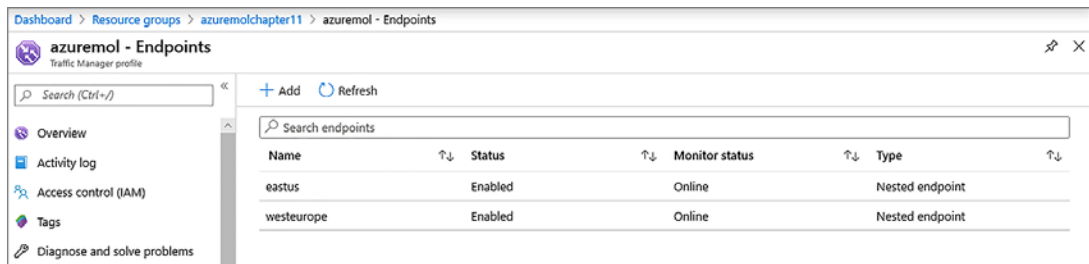 Dashboard > Resource groups > azuremolchapter11 > azuremol - Endpoints
azuremol - Endpoints
Traffic Manager profile
Search (Ctrl+/)
«
Add
Refresh
Search endpoints
Overview
Activity log
Access control (IAM)
Tags
Diagnose and solve problems
Name ↑↓ Status ↑↓ Monitor status ↑↓ Type ↑↓
eastus Enabled Online Nested endpoint
westeurope Enabled Online Nested endpoint